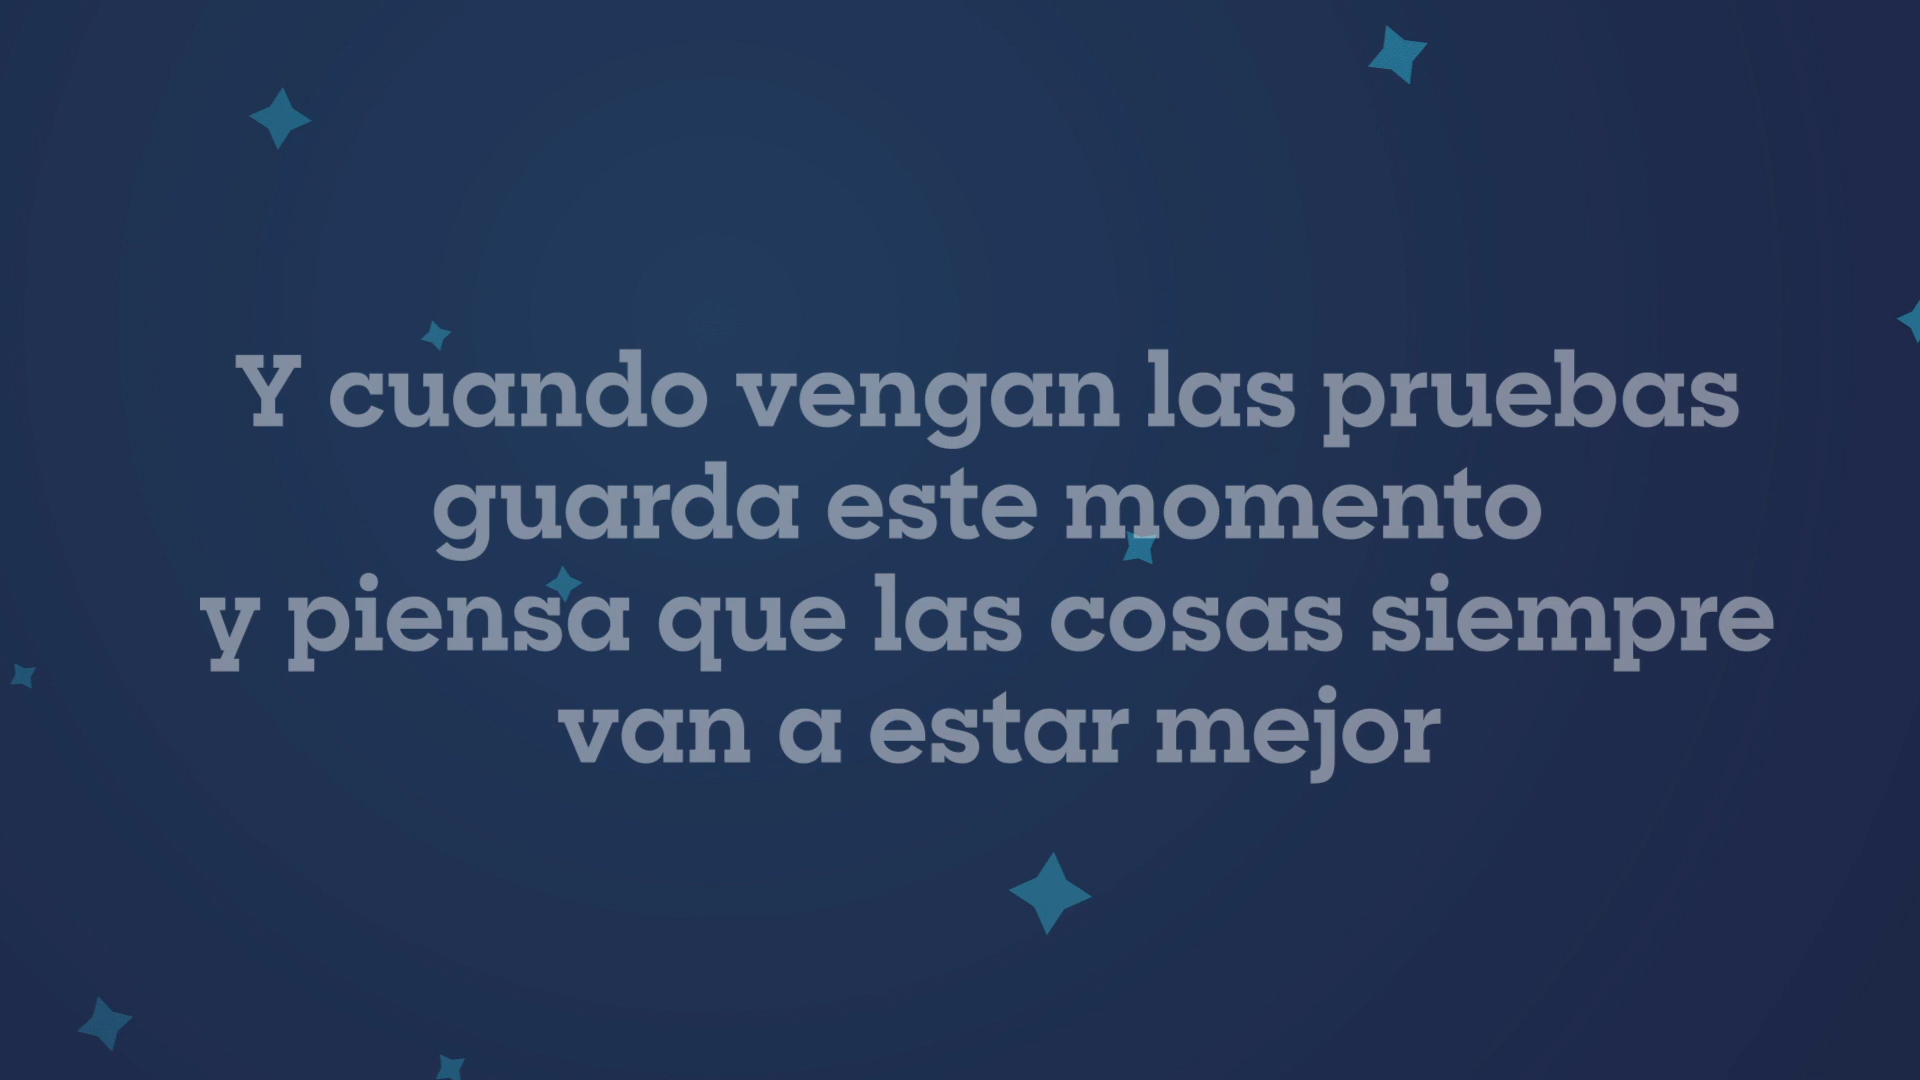 Y cuando vengan las pruebas
guarda este momento
y piensa que las cosas siempre
van a estar mejor